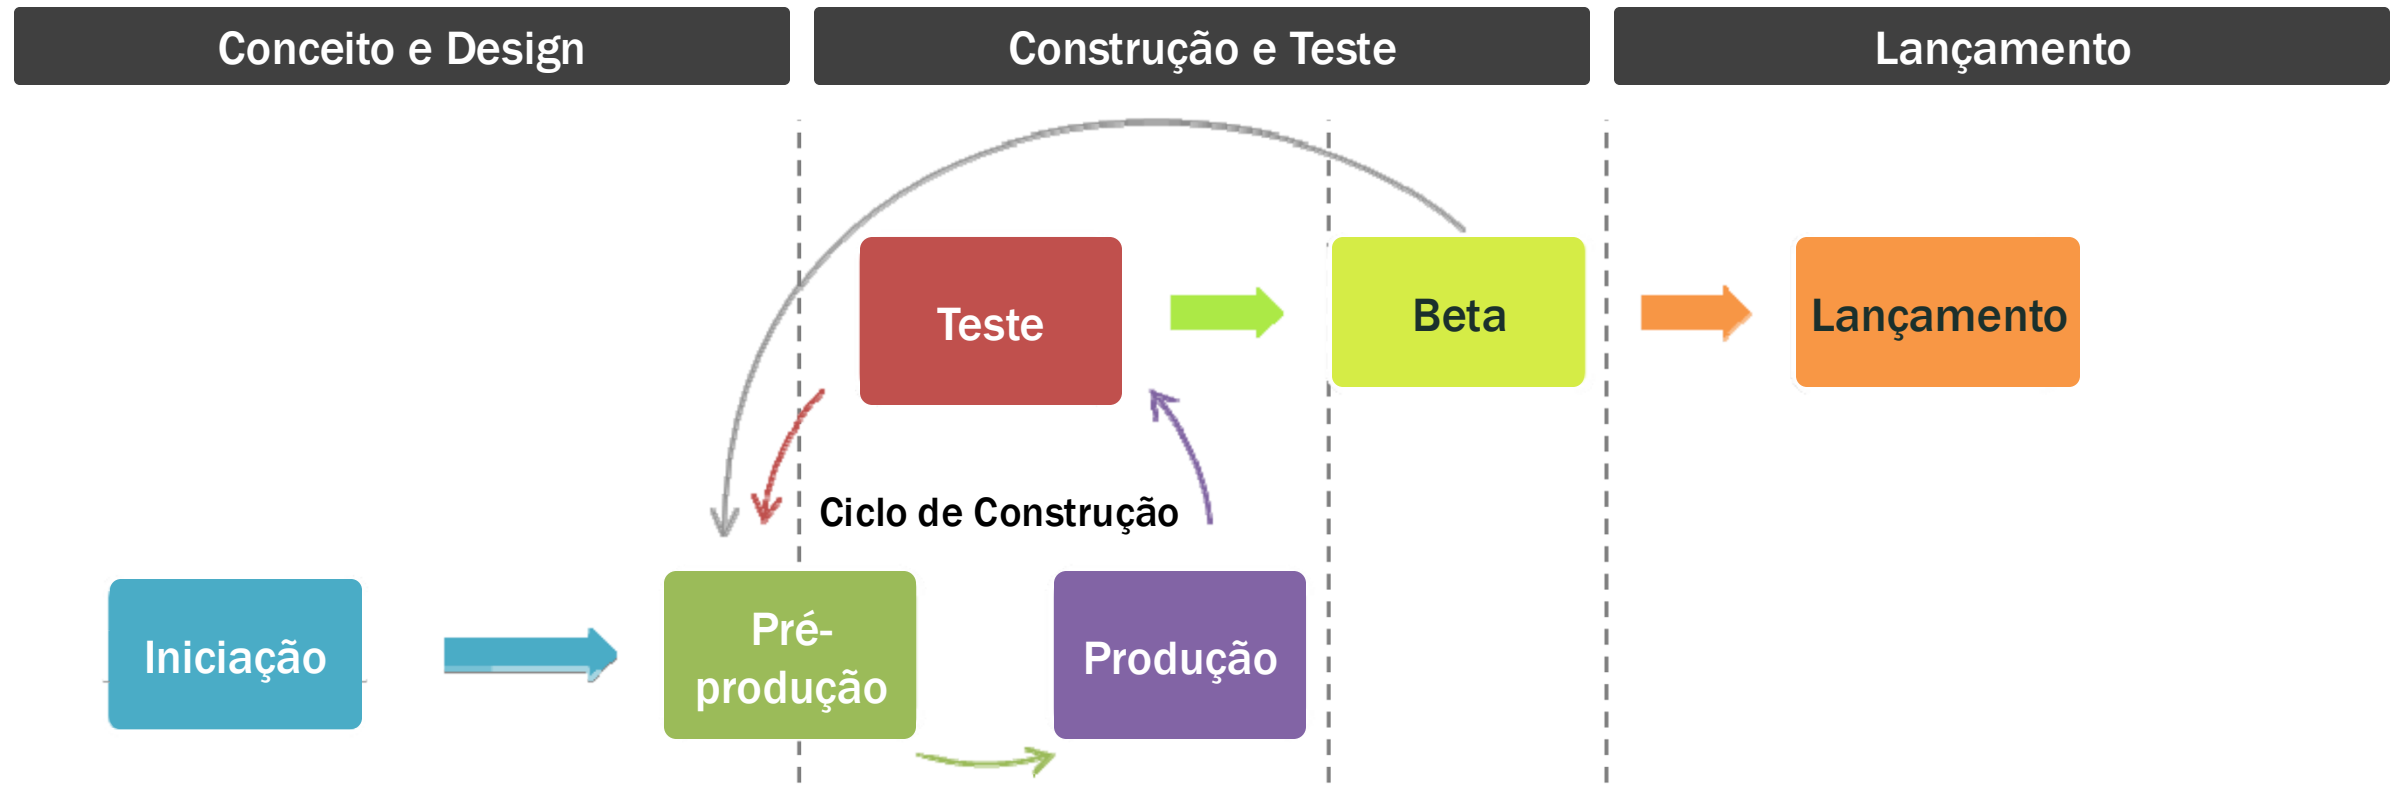 Conceito e Design
Construção e Teste
Lançamento
Teste
Beta
Lançamento
Ciclo de Construção
Iniciação
Pré-
produção
Produção